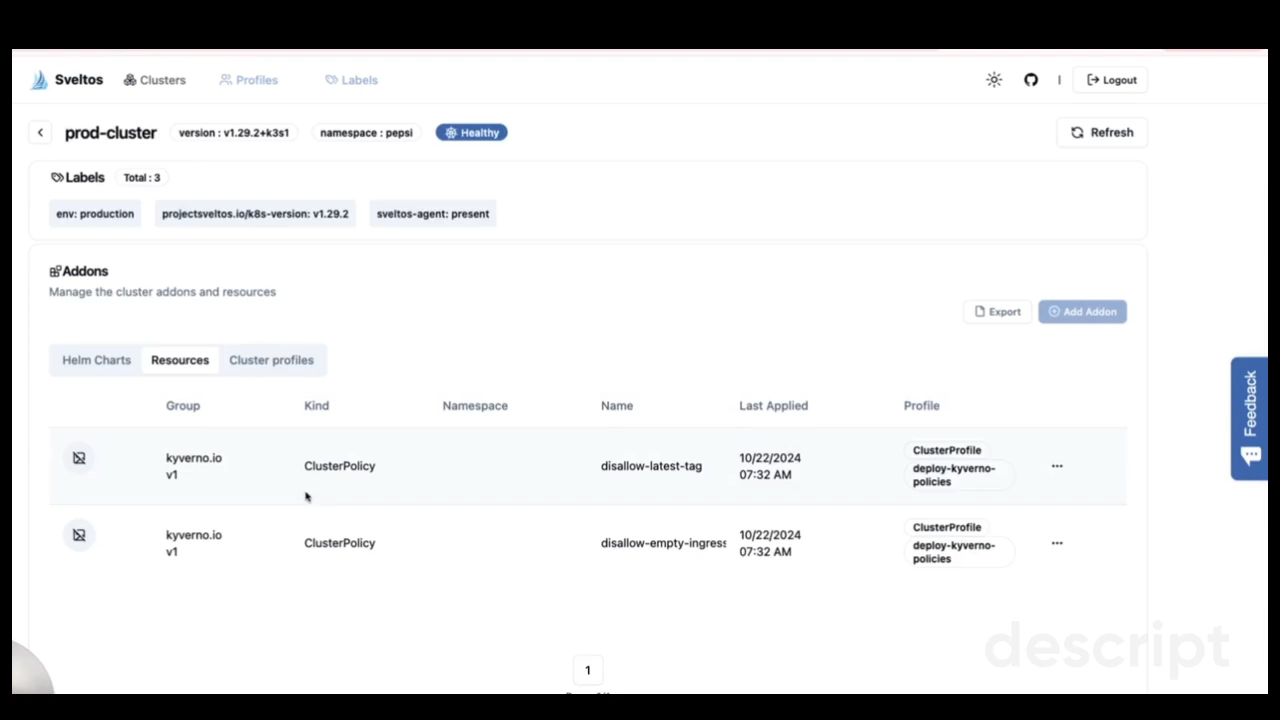 Sveltos Clusters Profiles Labels | Logout
prod-cluster version : v1.29.2+k3s1 namespace : pepsi Healthy Refresh
Labels Total : 3
env: production projectsveltos.io/k8s-version: v1.29.2 sveltos-agent: present
Addons
Manage the cluster addons and resources
Export Add Addon
Helm Charts Resources Cluster profiles
Group Kind Namespace Name Last Applied Profile
kyverno.io
v1
ClusterPolicy
disallow-latest-tag
10/22/2024
07:32 AM
ClusterProfile
deploy-kyverno-
policies
kyverno.io
v1
ClusterPolicy
disallow-empty-ingress
10/22/2024
07:32 AM
ClusterProfile
deploy-kyverno-
policies
Feedback
1
descript